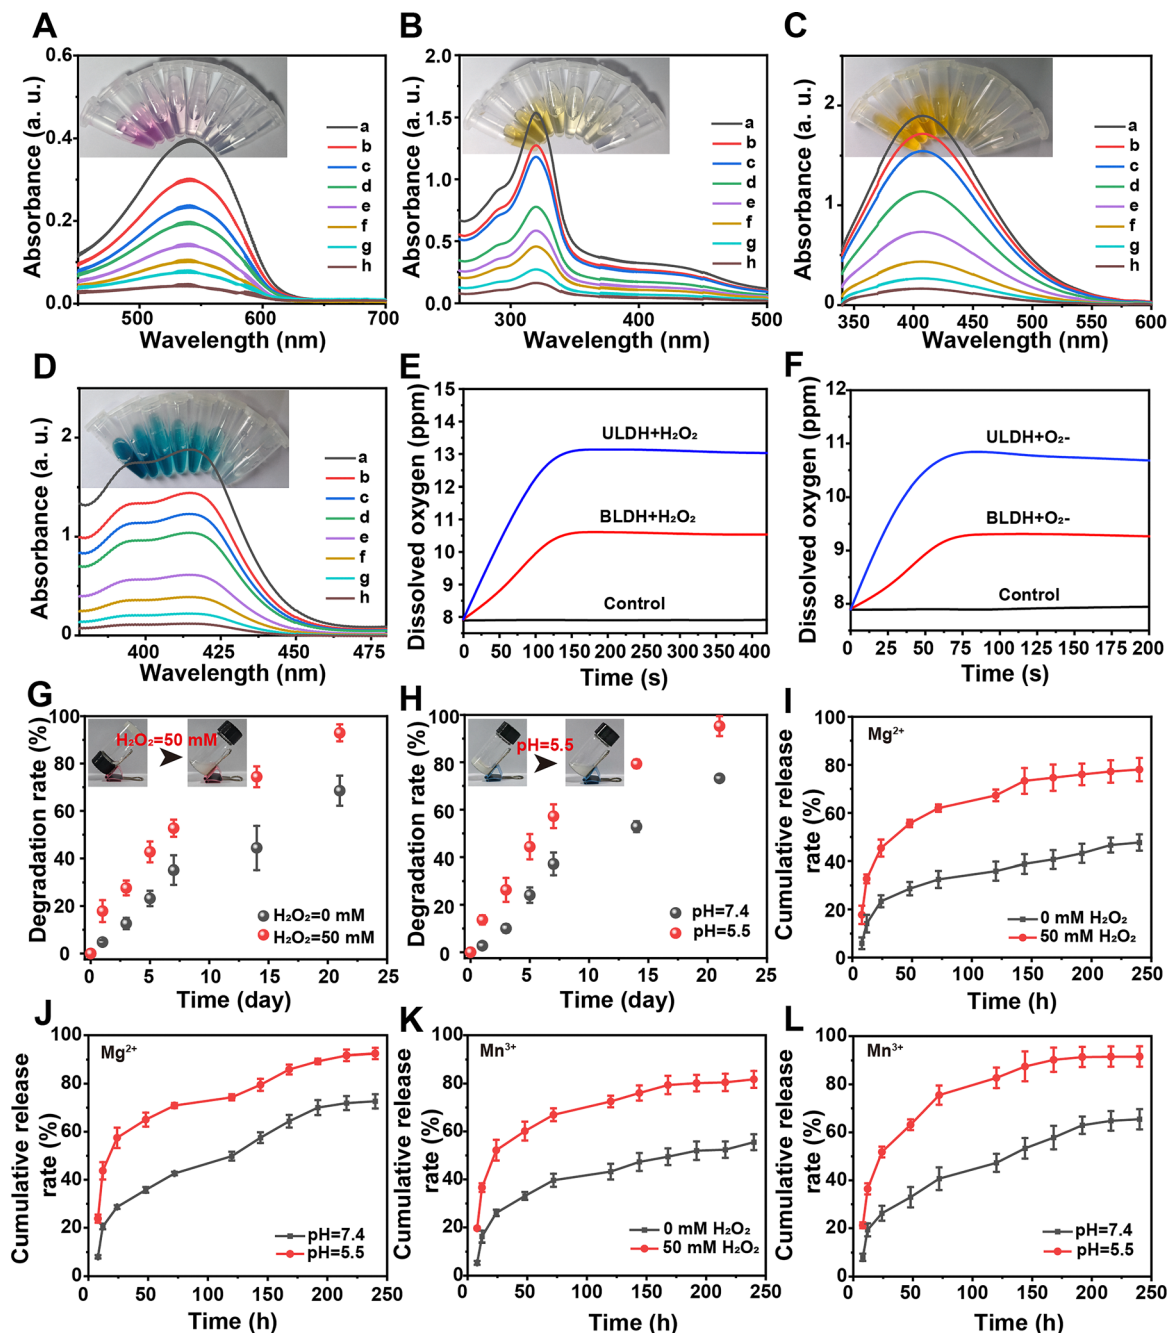 A
Absorbance (a. u.)
0.6
0.4
0.2
0.0
500
600
700
Wavelength (nm)
a
b
c
d
e
f
g
h
B
Absorbance (a. u.)
2.0
1.5
1.0
0.5
0.0
300
400
500
Wavelength (nm)
a
b
c
d
e
f
g
h
C
Absorbance (a. u.)
2
1
0
350
400
450
500
550
600
Wavelength (nm)
a
b
c
d
e
f
g
h
D
Absorbance (a. u.)
2
1
0
400
425
450
475
Wavelength (nm)
a
b
c
d
e
f
g
h
E
Dissolved oxygen (ppm)
15
14
13
12
11
10
9
8
ULDH+H₂O₂
BLDH+H₂O₂
Control
0
50
100
150
200
250
300
350
400
Time (s)
F
Dissolved oxygen (ppm)
12
11
10
9
8
ULDH+O₂-
BLDH+O₂-
Control
0
25
50
75
100
125
150
175
200
Time (s)
G
Degradation rate (%)
100
80
60
40
20
0
H₂O₂=50 mM
H₂O₂=0 mM
H₂O₂=50 mM
0
5
10
15
20
25
Time (day)
H
Degradation rate (%)
100
80
60
40
20
0
pH=5.5
pH=7.4
pH=5.5
0
5
10
15
20
25
Time (day)
I
Cumulative release
rate (%)
100
80
60
40
20
0
Mg²⁺
0 mM H₂O₂
50 mM H₂O₂
0
50
100
150
200
250
Time (h)
J
Cumulative release
rate (%)
100
80
60
40
20
0
Mg²⁺
pH=7.4
pH=5.5
0
50
100
150
200
250
Time (h)
K
Cumulative release
rate (%)
100
80
60
40
20
0
Mn³⁺
0 mM H₂O₂
50 mM H₂O₂
0
50
100
150
200
250
Time (h)
L
Cumulative release
rate (%)
100
80
60
40
20
0
Mn³⁺
pH=7.4
pH=5.5
0
50
100
150
200
250
Time (h)